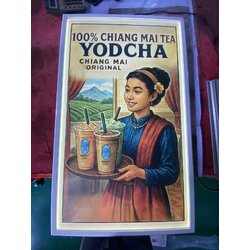 100% CHIANG MAI TEA
YODCHA
CHIANG MAI
ORIGINAL